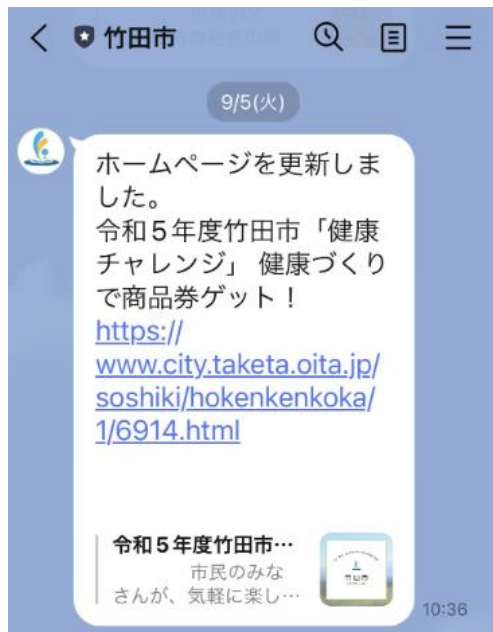 竹田市
9/5(火)
ホームページを更新しま
した。
令和5年度竹田市「健康
チャレンジ」 健康づくり
で商品券ゲット！
https://
www.city.taketa.oita.jp/
soshiki/hokenkenkoka/
1/6914.html
令和5年度竹田市…
市民のみな
さんが、気軽に楽し…
竹田市
10:36